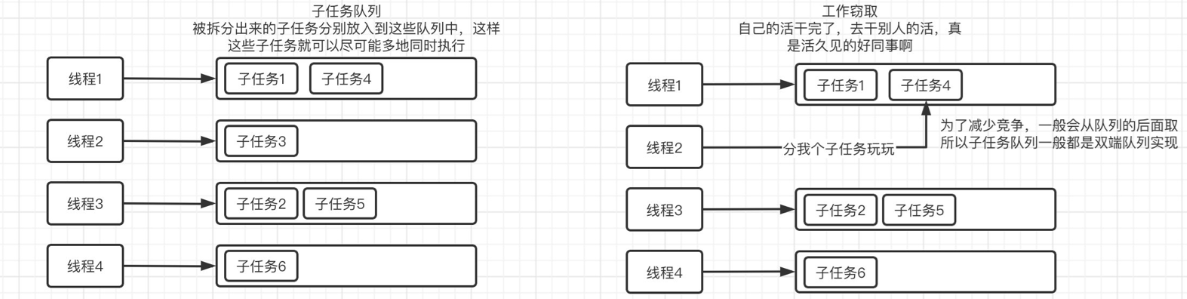 子任务队列
被拆分出来的子任务分别放入到这些队列中，这样
这些子任务就可以尽可能多地同时执行
线程1
子任务1
子任务4
线程2
子任务3
线程3
子任务2
子任务5
线程4
子任务6
工作窃取
自己的活干完了，去干别人的活，真
是活久见的好同事啊
线程1
子任务1
子任务4
线程2
分我个子任务玩玩
为了减少竞争，一般会从队列的后面取
所以子任务队列一般都是双端队列实现
线程3
子任务2
子任务5
线程4
子任务6